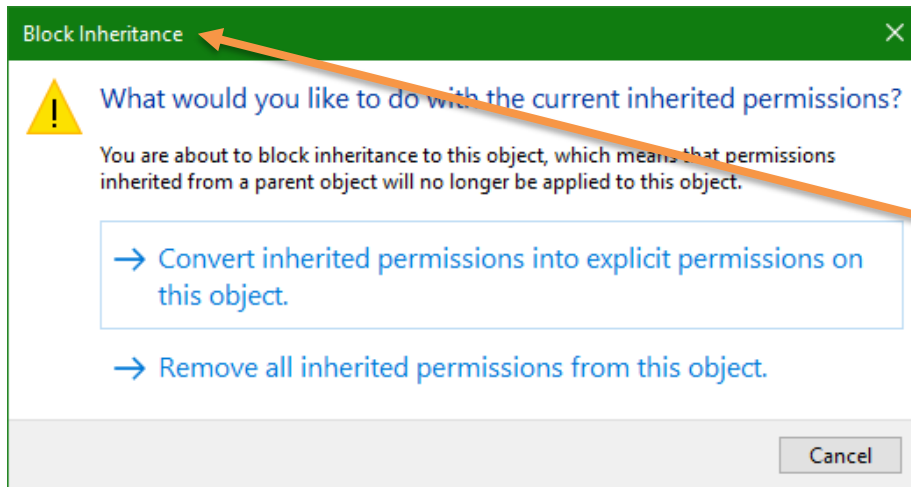 Block Inheritance
What would you like to do with the current inherited permissions?
You are about to block inheritance to this object, which means that permissions
inherited from a parent object will no longer be applied to this object.
→ Convert inherited permissions into explicit permissions on
this object.
→ Remove all inherited permissions from this object.
Cancel